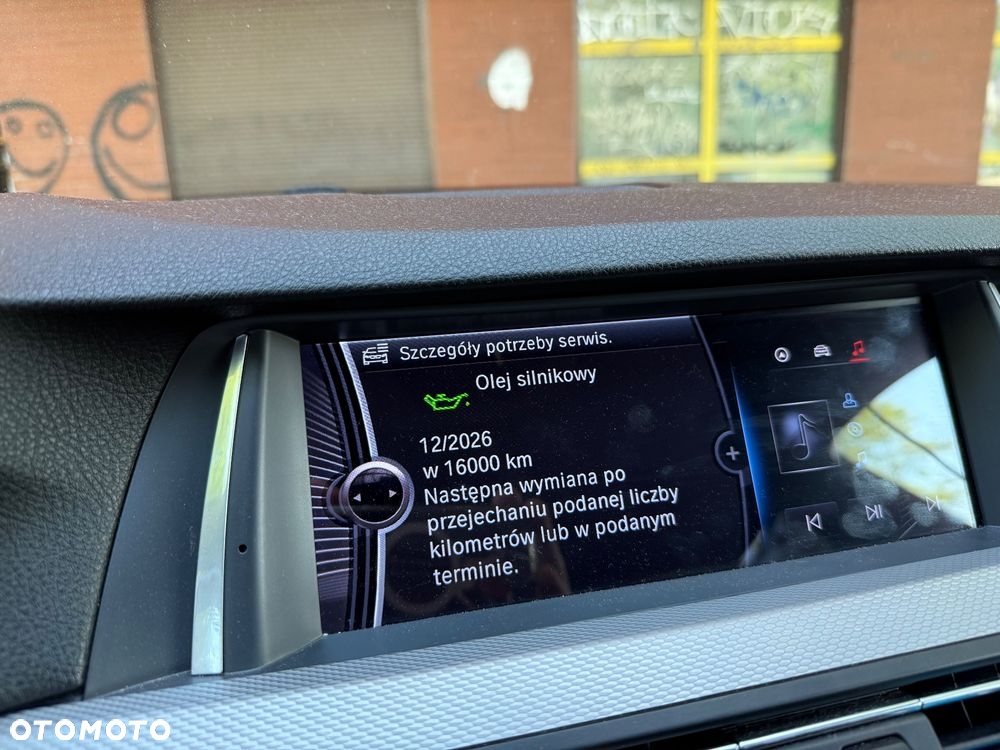 Szczegóły potrzeby serwis.
Olej silnikowy
12/2026
w 16000 km
Następna wymiana po
przejechaniu podanej liczby
kilometrów lub w podanym
terminie.
OTOMOTO